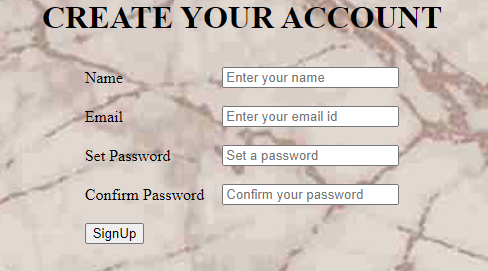 CREATE YOUR ACCOUNT
Name Enter your name
Email Enter your email id
Set Password Set a password
Confirm Password Confirm your password
SignUp